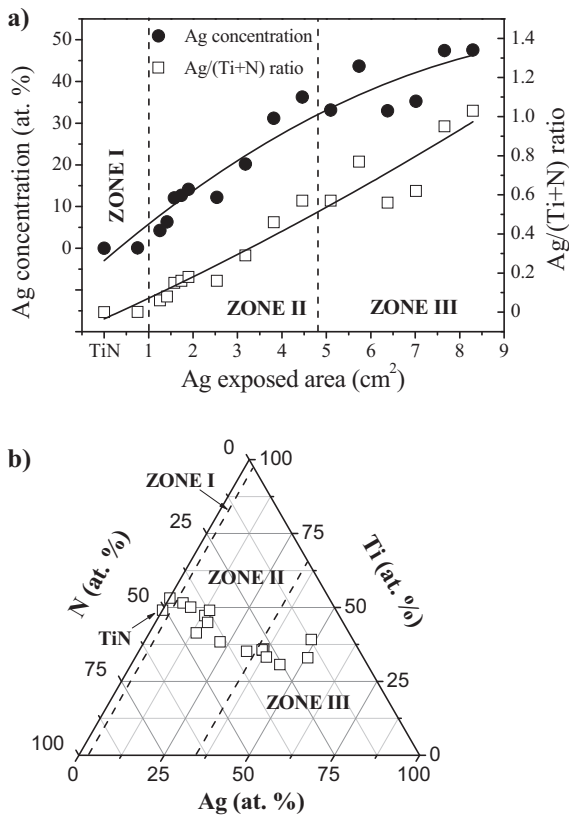 a)
Ag concentration
Ag/(Ti+N) ratio
ZONE I
ZONE II
ZONE III
Ag concentration (at. %)
50
40
30
20
10
0
Ag/(Ti+N) ratio
1.4
1.2
1.0
0.8
0.6
0.4
0.2
0
TiN 1 2 3 4 5 6 7 8 9
Ag exposed area (cm²)
b)
0
100
ZONE I
25
75
N (at. %)
Ti (at. %)
ZONE II
50
50
TiN
75
25
ZONE III
100
0
0 25 50 75 100
Ag (at. %)